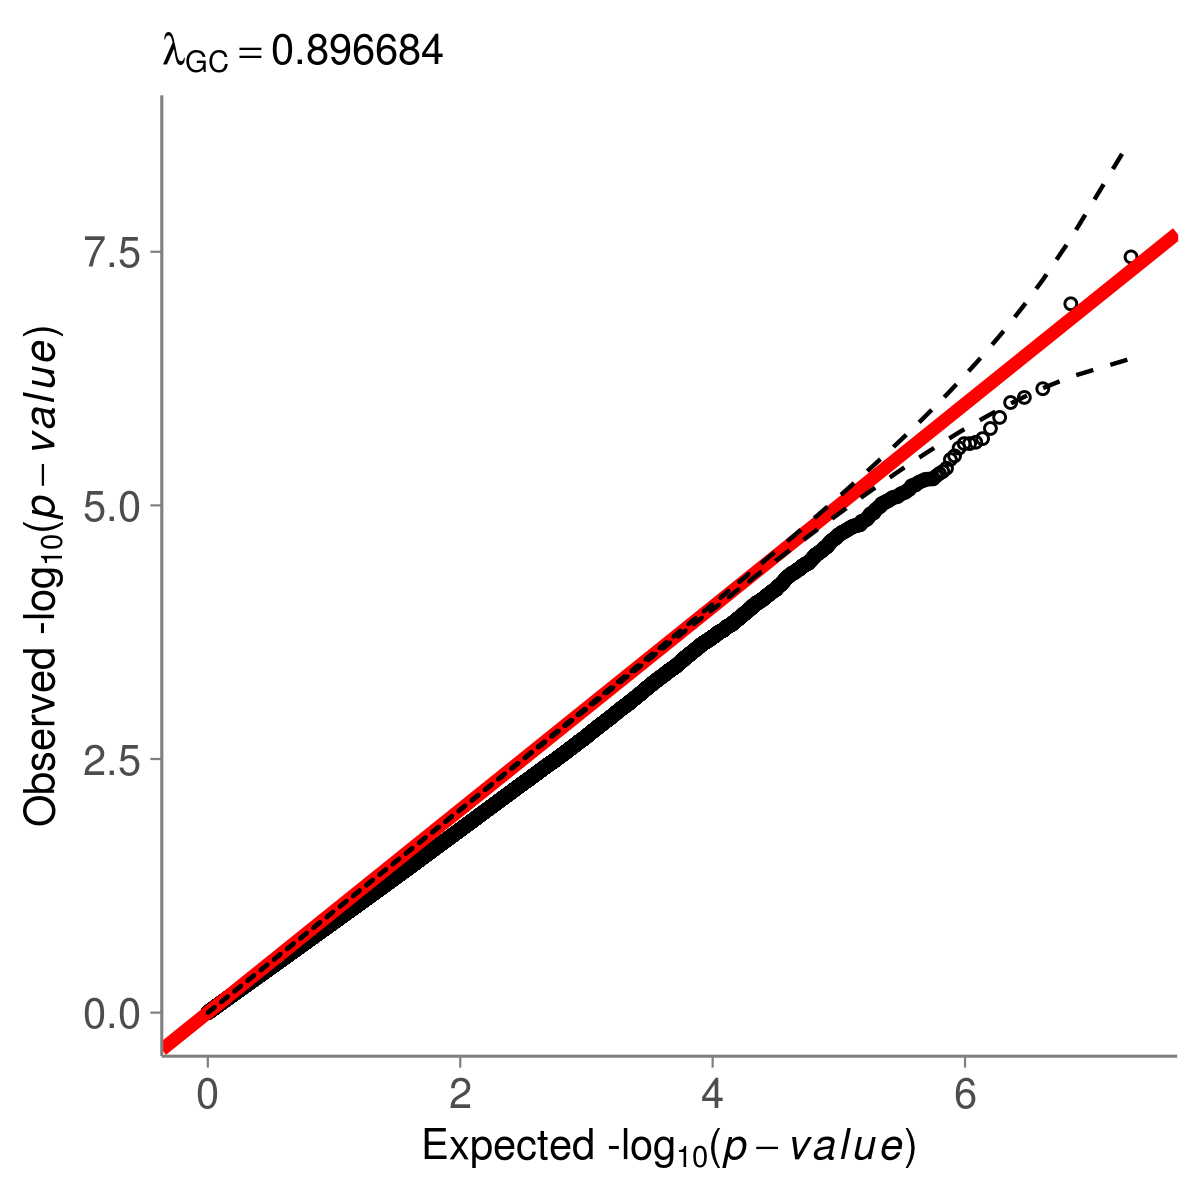 λGC = 0.896684
Observed -log10(p − value)
7.5
5.0
2.5
0.0
0 2 4 6
Expected -log10(p − value)